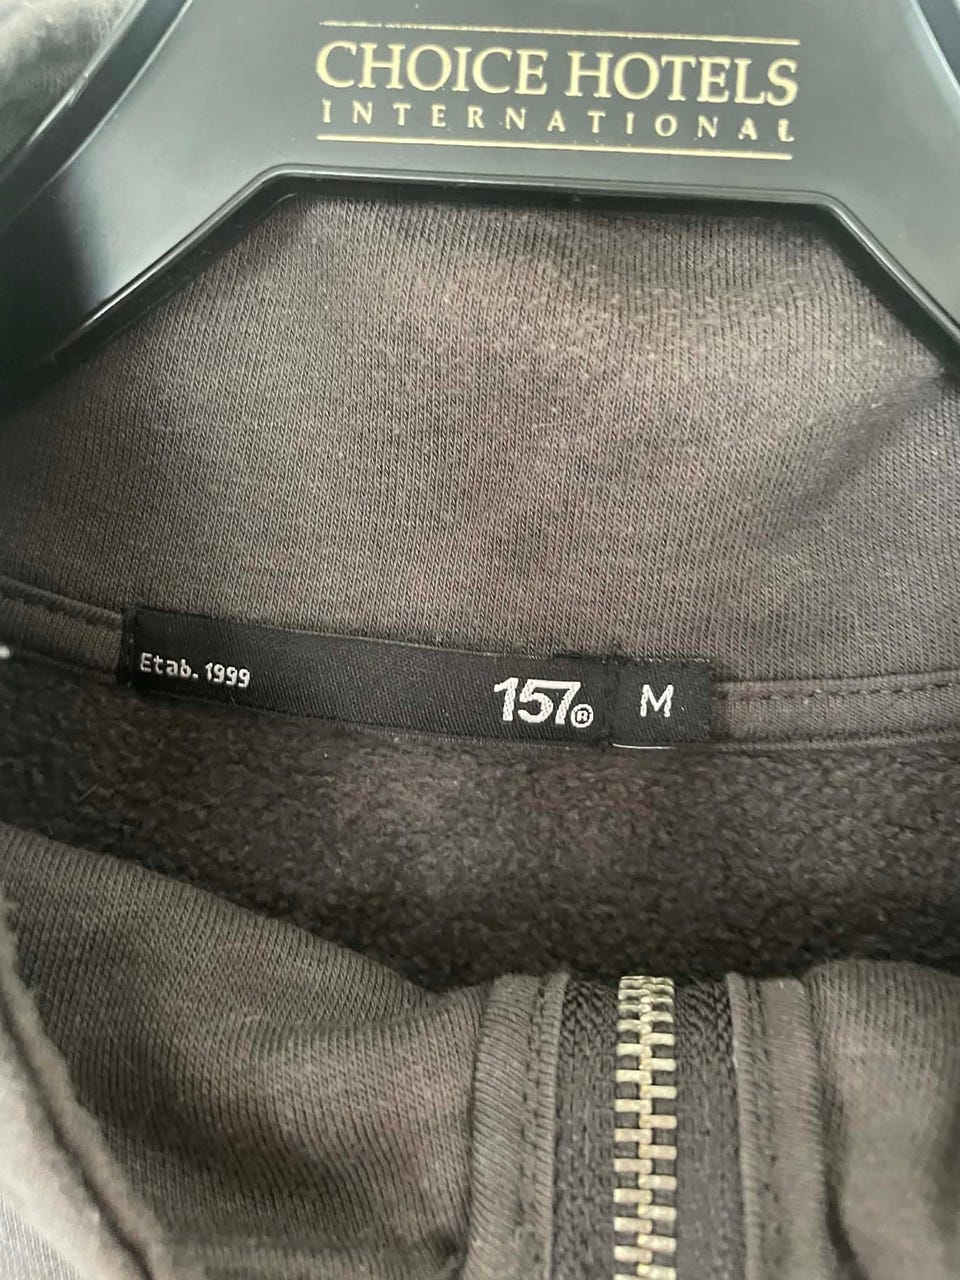 CHOICE HOTELS
INTERNATIONAL
Etab. 1999
157®
M